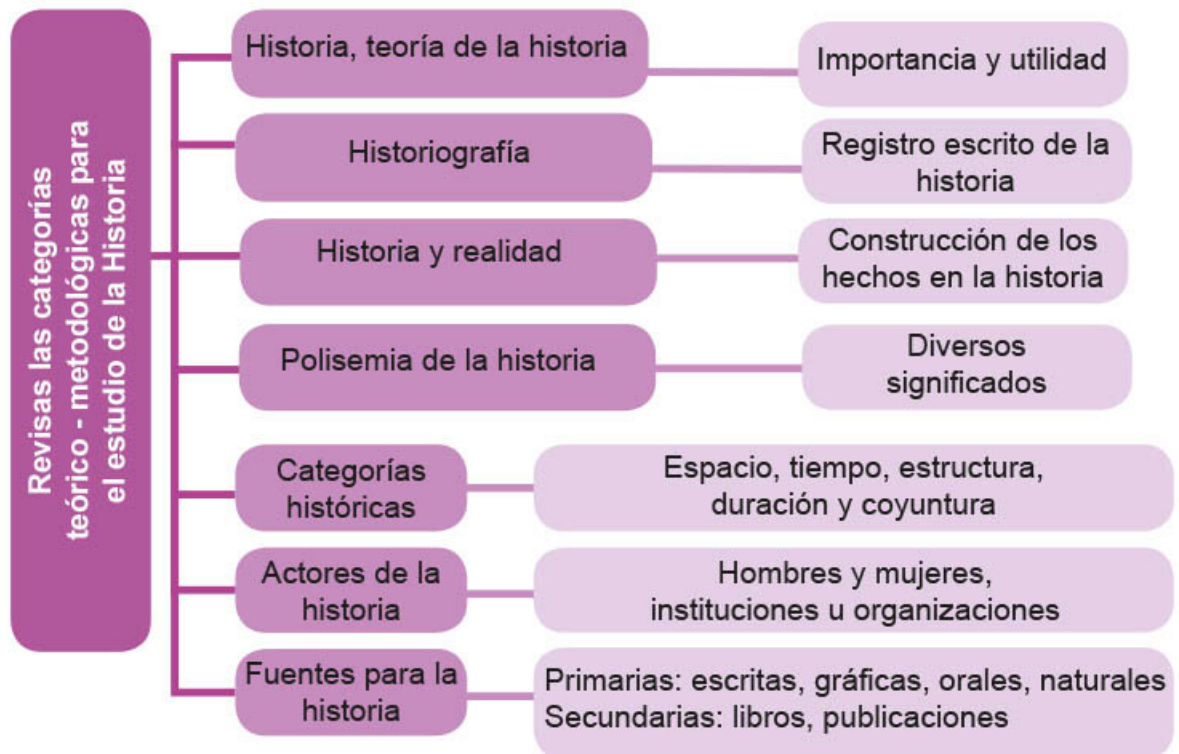 Revisas las categorías
teórico - metodológicas para
el estudio de la Historia
Historia, teoría de la historia
Importancia y utilidad
Historiografía
Registro escrito de la
historia
Historia y realidad
Construcción de los
hechos en la historia
Polisemia de la historia
Diversos
significados
Categorías
históricas
Espacio, tiempo, estructura,
duración y coyuntura
Actores de la
historia
Hombres y mujeres,
instituciones u organizaciones
Fuentes para la
historia
Primarias: escritas, gráficas, orales, naturales
Secundarias: libros, publicaciones